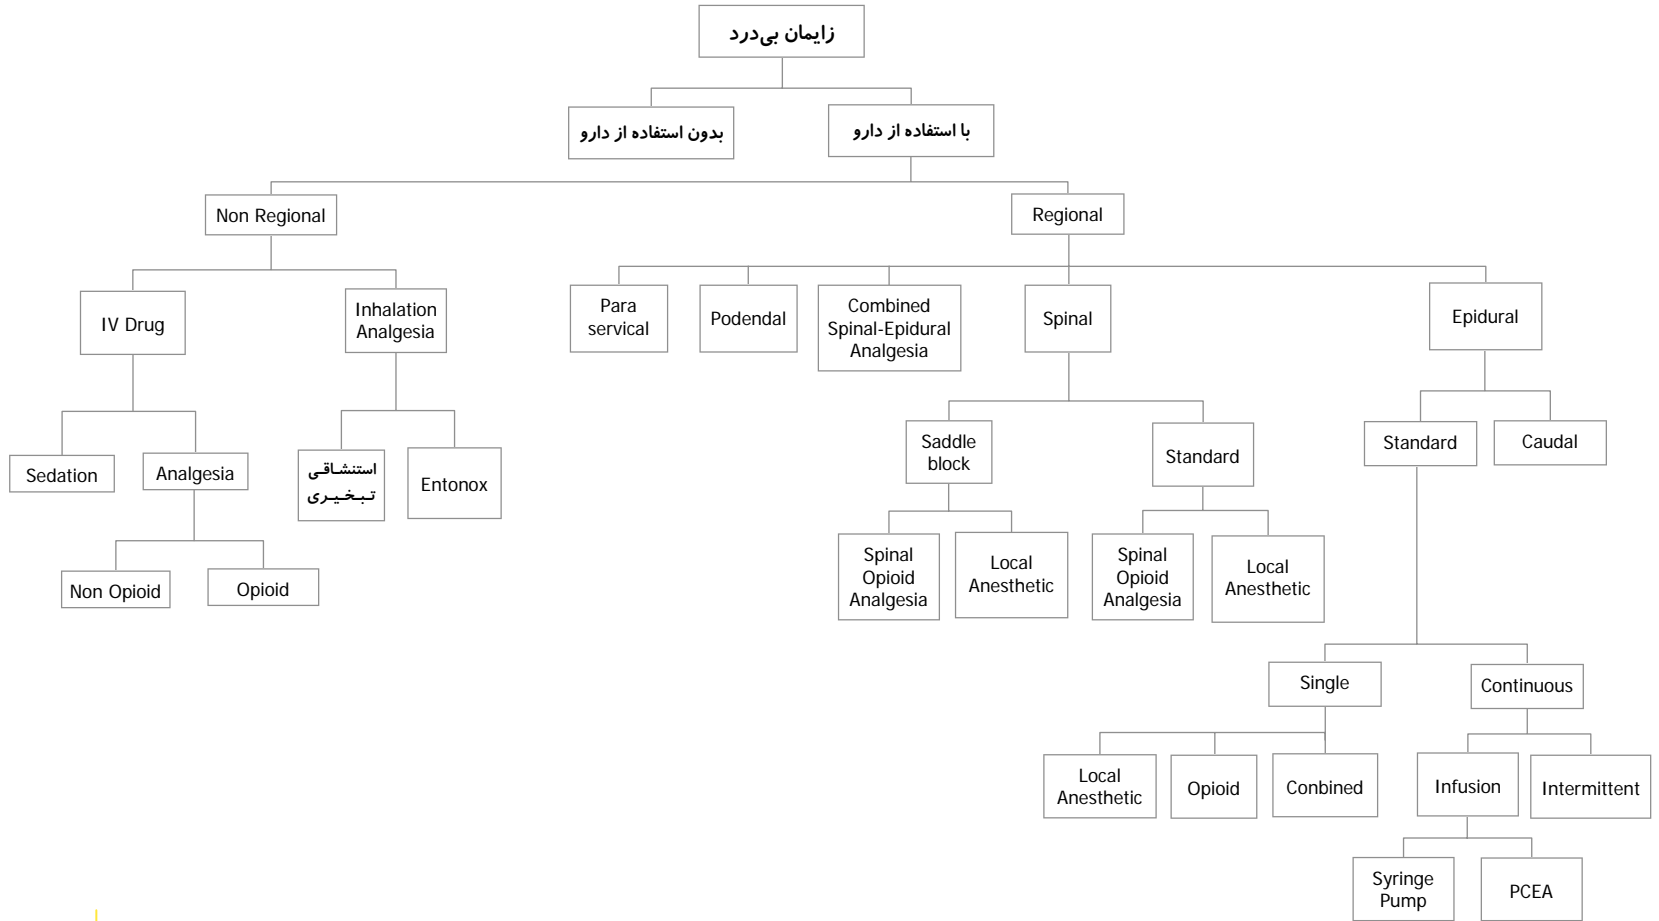 زایمان بی‌درد
بدون استفاده از دارو
با استفاده از دارو
Non Regional
Regional
IV Drug
Inhalation
Analgesia
Para
servical
Podendal
Combined
Spinal-Epidural
Analgesia
Spinal
Epidural
Sedation
Analgesia
استنشاقی
تبخیری
Entonox
Saddle
block
Standard
Standard
Caudal
Non Opioid
Opioid
Spinal
Opioid
Analgesia
Local
Anesthetic
Spinal
Opioid
Analgesia
Local
Anesthetic
Single
Continuous
Local
Anesthetic
Opioid
Conbined
Infusion
Intermittent
Syringe
Pump
PCEA